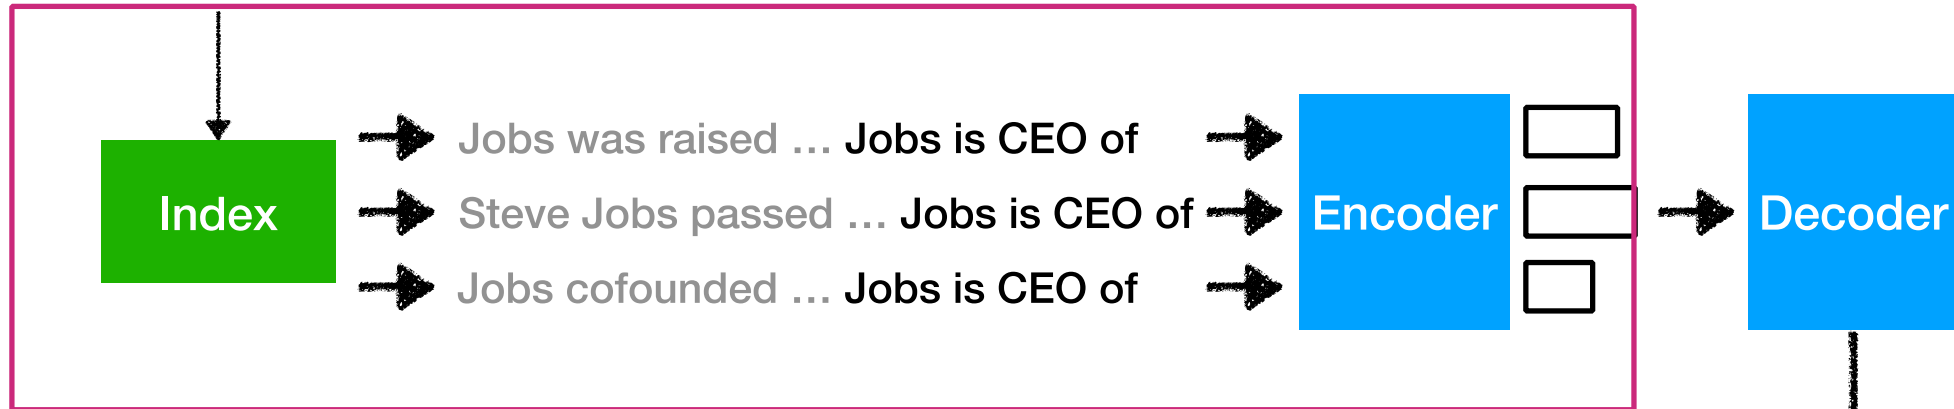 Jobs was raised ... Jobs is CEO of
Index
Steve Jobs passed ... Jobs is CEO of
Encoder
Decoder
Jobs cofounded ... Jobs is CEO of